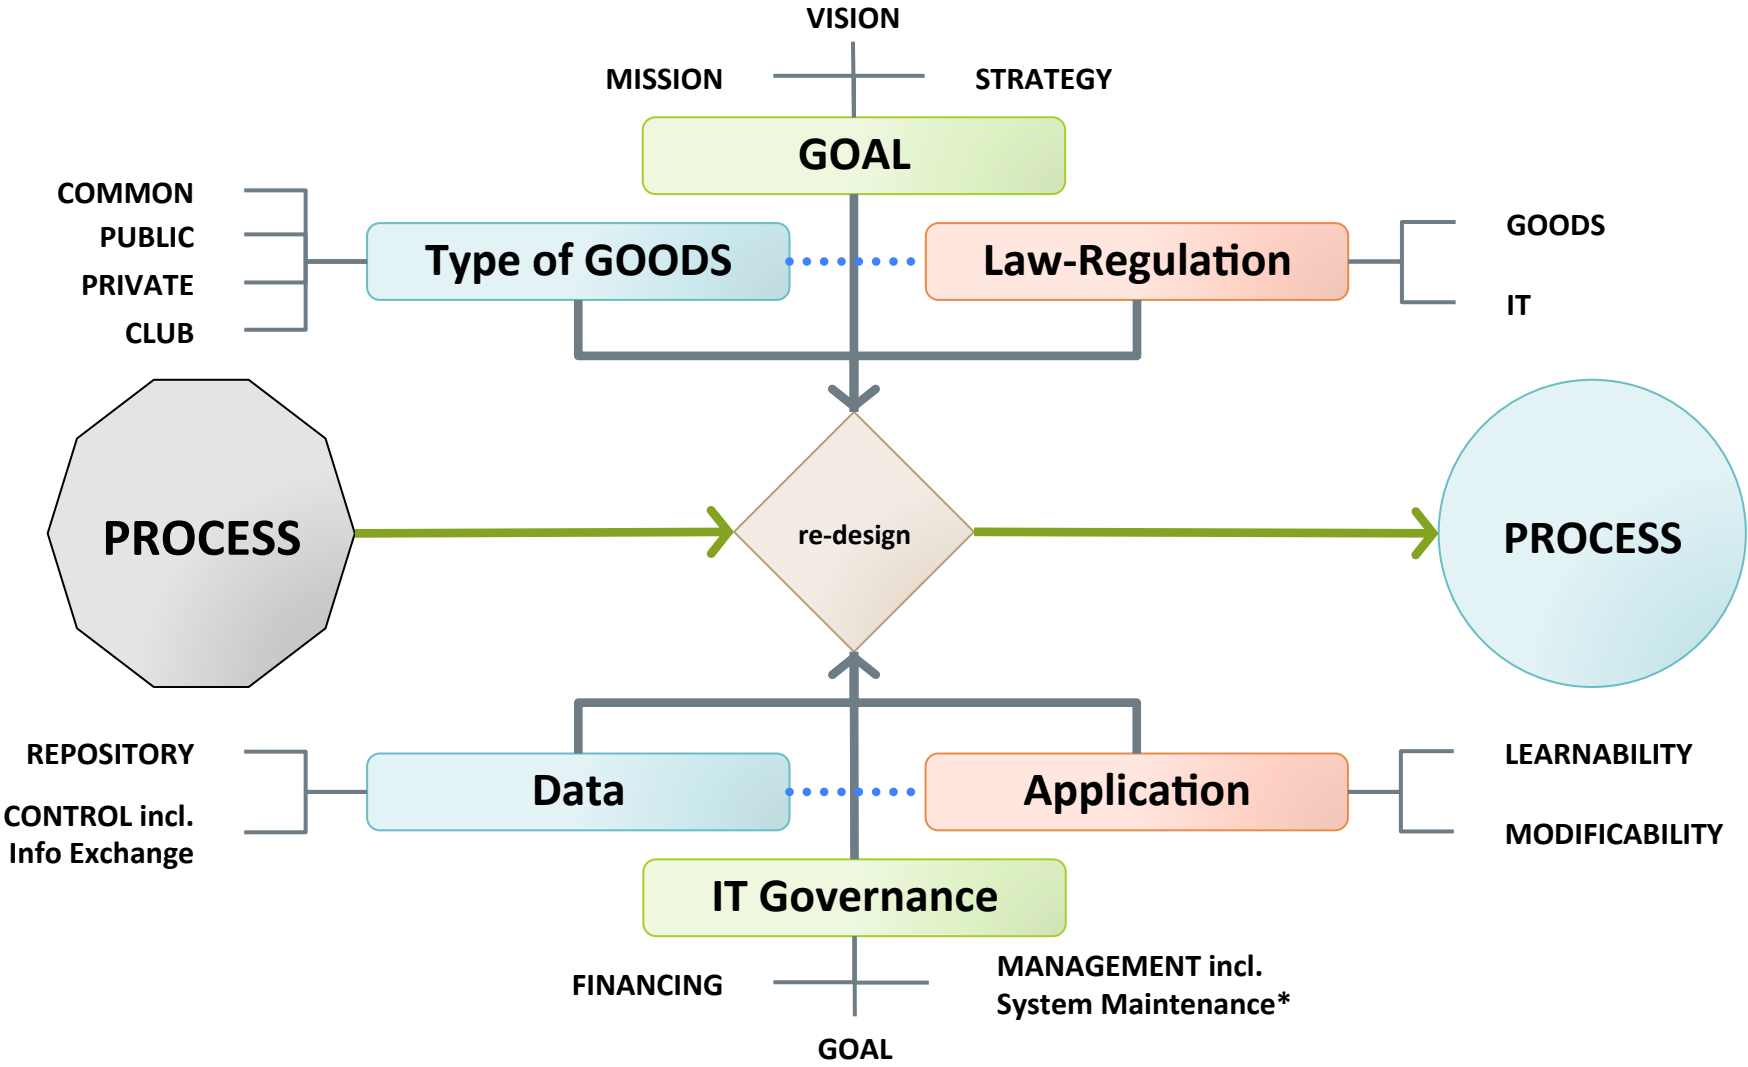 VISION
MISSION
STRATEGY
GOAL
COMMON
PUBLIC
PRIVATE
CLUB
Type of GOODS
Law-Regulation
GOODS
IT
PROCESS
re-design
PROCESS
REPOSITORY
CONTROL incl.
Info Exchange
Data
Application
LEARNABILITY
MODIFICABILITY
IT Governance
FINANCING
MANAGEMENT incl.
System Maintenance*
GOAL